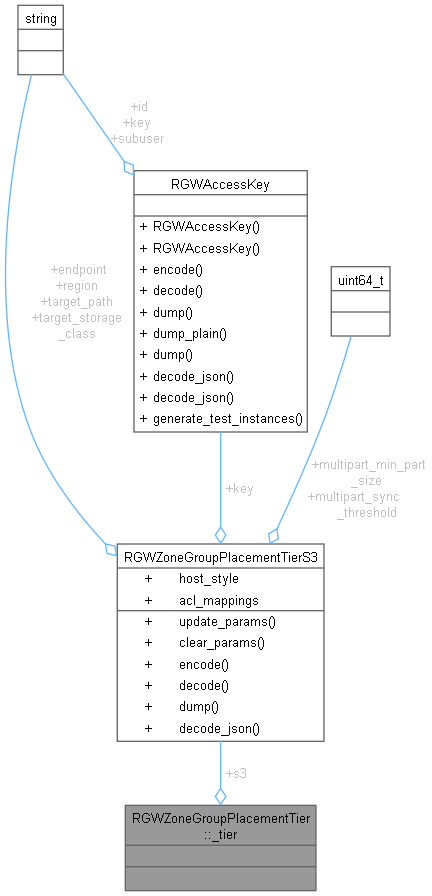 string
+id
+key
+subuser
RGWAccessKey
+ RGWAccessKey()
+ RGWAccessKey()
+ encode()
+ decode()
+ dump()
+ dump_plain()
+ dump()
+ decode_json()
+ decode_json()
+ generate_test_instances()
+endpoint
+region
+target_path
+target_storage
_class
uint64_t
+key
+multipart_min_part
_size
+multipart_sync
_threshold
RGWZoneGroupPlacementTierS3
+ host_style
+ acl_mappings
+ update_params()
+ clear_params()
+ encode()
+ decode()
+ dump()
+ decode_json()
+s3
RGWZoneGroupPlacementTier
::_tier